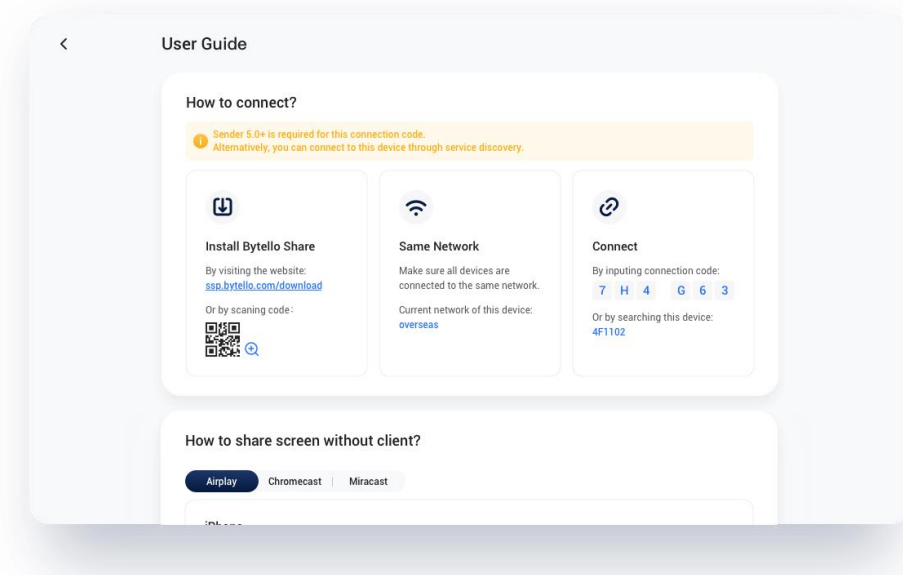 User Guide
How to connect?
Sender 5.0+ is required for this connection code.
Alternatively, you can connect to this device through service discovery.
Install Bytello Share
By visiting the website:
ssp.bytello.com/download
Or by scaning code:
Same Network
Make sure all devices are
connected to the same network.
Current network of this device:
overseas
Connect
By inputing connection code:
7 H 4 G 6 3
Or by searching this device:
4F1102
How to share screen without client?
Airplay Chromecast Miracast